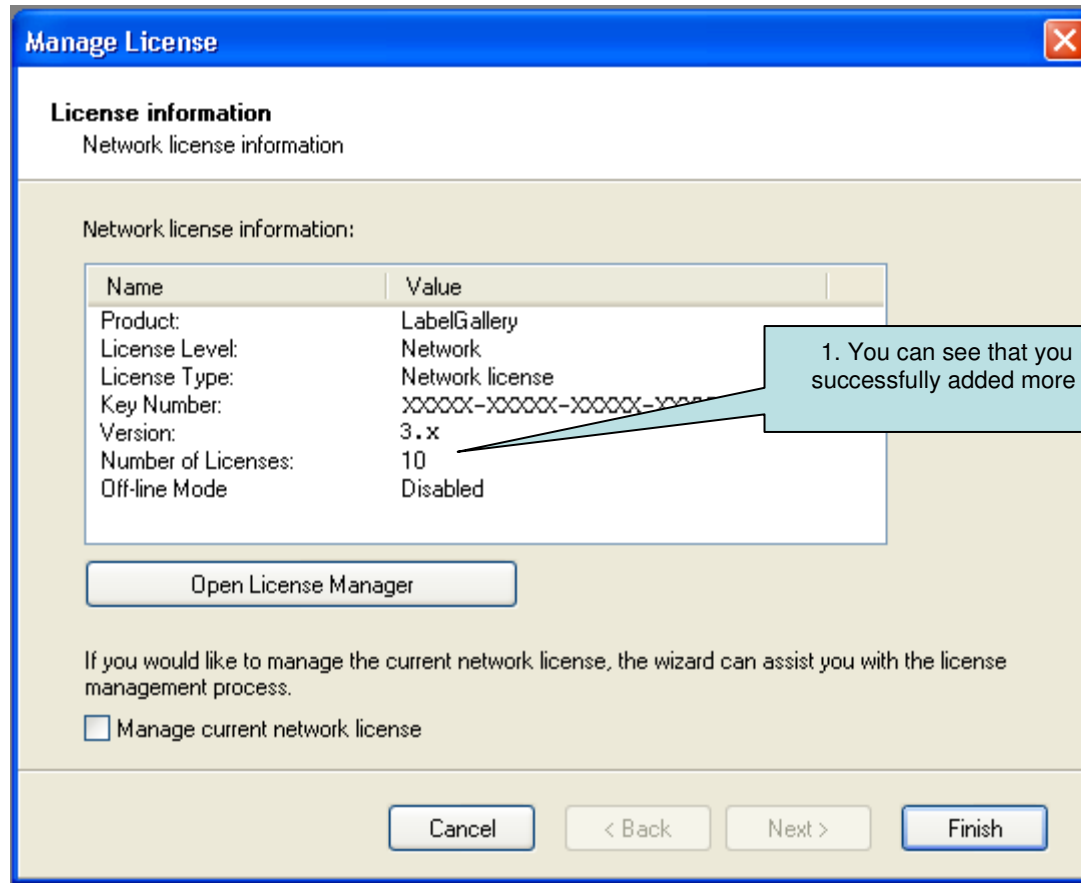 Manage License
License information
Network license information
Network license information:
Name Value
Product: LabelGallery
License Level: Network
License Type: Network license
Key Number: XXXXX-XXXXX-XXXXX-
Version: 3.x
Number of Licenses: 10
Off-line Mode Disabled
1. You can see that you
successfully added more
Open License Manager
If you would like to manage the current network license, the wizard can assist you with the license
management process.
Manage current network license
Cancel < Back Next > Finish